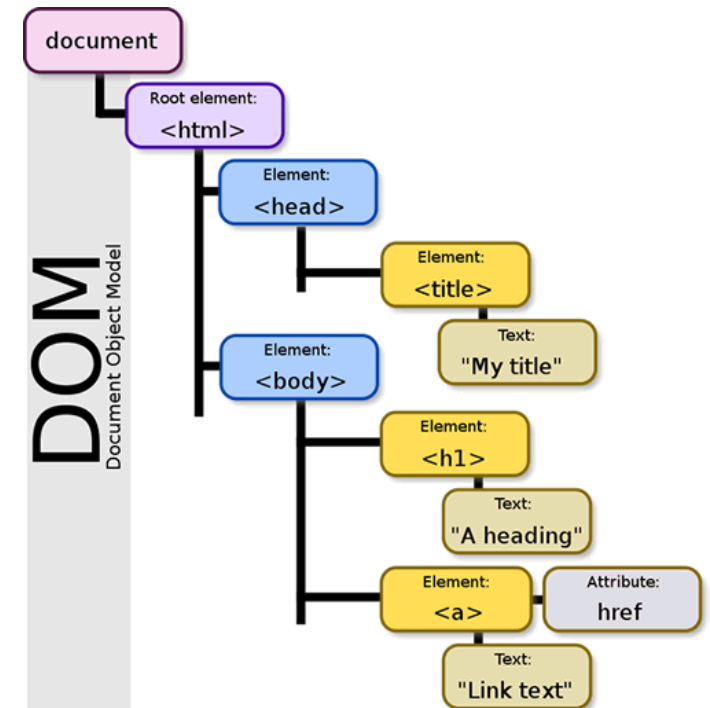 document
Root element:
<html>
Element:
<head>
Element:
<title>
Text:
"My title"
Element:
<body>
Element:
<h1>
Text:
"A heading"
Element:
<a>
Attribute:
href
Text:
"Link text"
DOM
Document Object Model